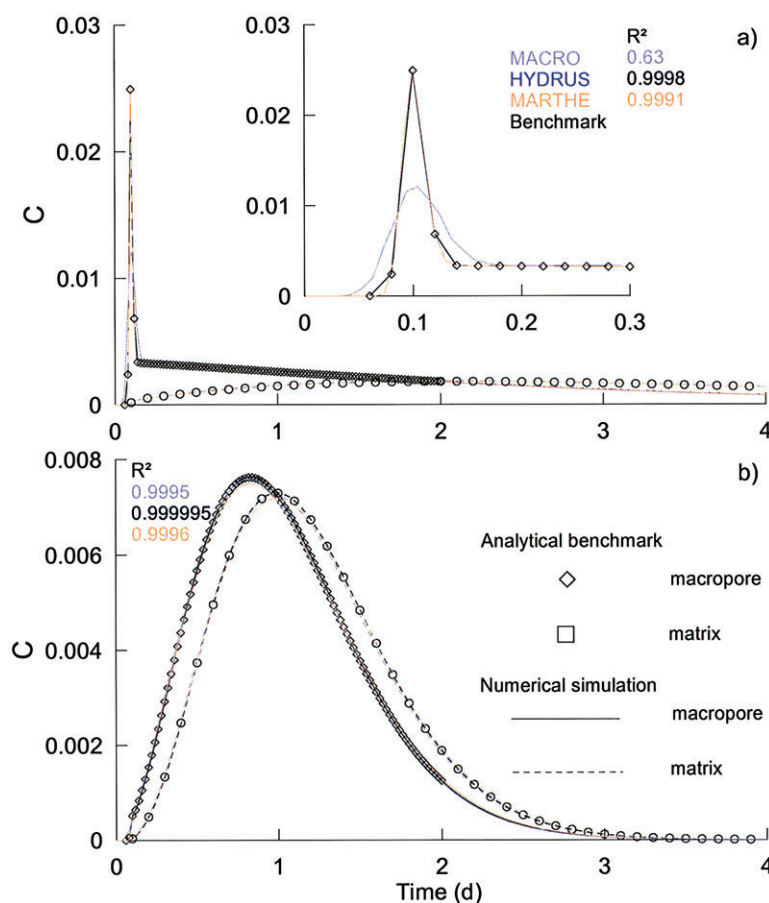 a)
R²
MACRO 0.63
HYDRUS 0.9998
MARTHE 0.9991
Benchmark
0.03
0.02
0.01
0
C
0.03
0.02
0.01
0
0 0.1 0.2 0.3
0 1 2 3 4
b)
R²
0.9995
0.999995
0.9996
0.008
0.006
0.004
0.002
0
C
Analytical benchmark
macropore
matrix
Numerical simulation
macropore
matrix
0 1 2 3 4
Time (d)